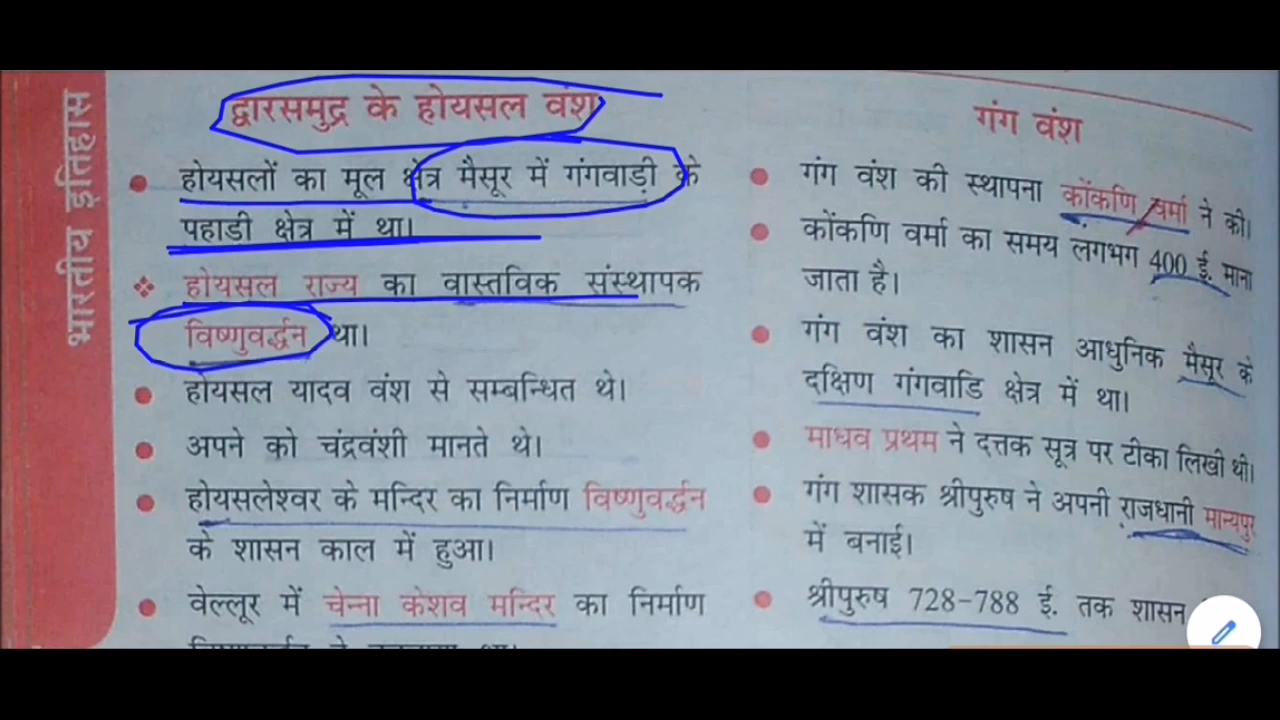 भारतीय इतिहास
द्वारसमुद्र के होयसल वंश
होयसलों का मूल क्षेत्र मैसूर में गंगवाड़ी के
पहाड़ी क्षेत्र में था।
होयसल राज्य का वास्तविक संस्थापक
विष्णुवर्द्धन था।
होयसल यादव वंश से सम्बन्धित थे।
अपने को चंद्रवंशी मानते थे।
होयसलेश्वर के मन्दिर का निर्माण विष्णुवर्द्धन
के शासन काल में हुआ।
वेल्लूर में चेन्ना केशव मन्दिर का निर्माण
गंग वंश
गंग वंश की स्थापना कोंकणि वर्मा ने की।
कोंकणि वर्मा का समय लगभग 400 ई. माना
जाता है।
गंग वंश का शासन आधुनिक मैसूर के
दक्षिण गंगवाडि क्षेत्र में था।
माधव प्रथम ने दत्तक सूत्र पर टीका लिखी थी।
गंग शासक श्रीपुरुष ने अपनी राजधानी मान्यपुर
में बनाई।
श्रीपुरुष 728-788 ई. तक शासन